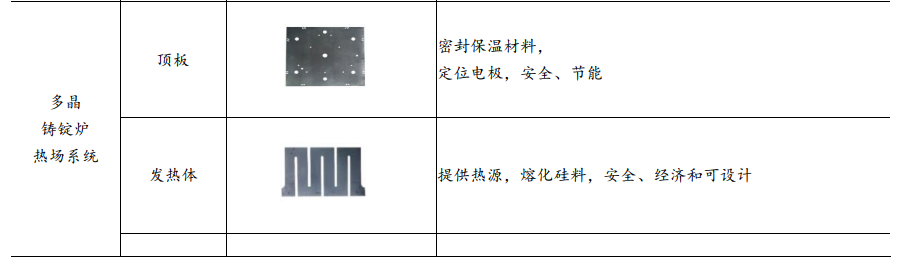 顶板
密封保温材料，
定位电极，安全、节能
多晶
铸锭炉
热场系统
发热体
提供热源，熔化硅料，安全、经济和可设计